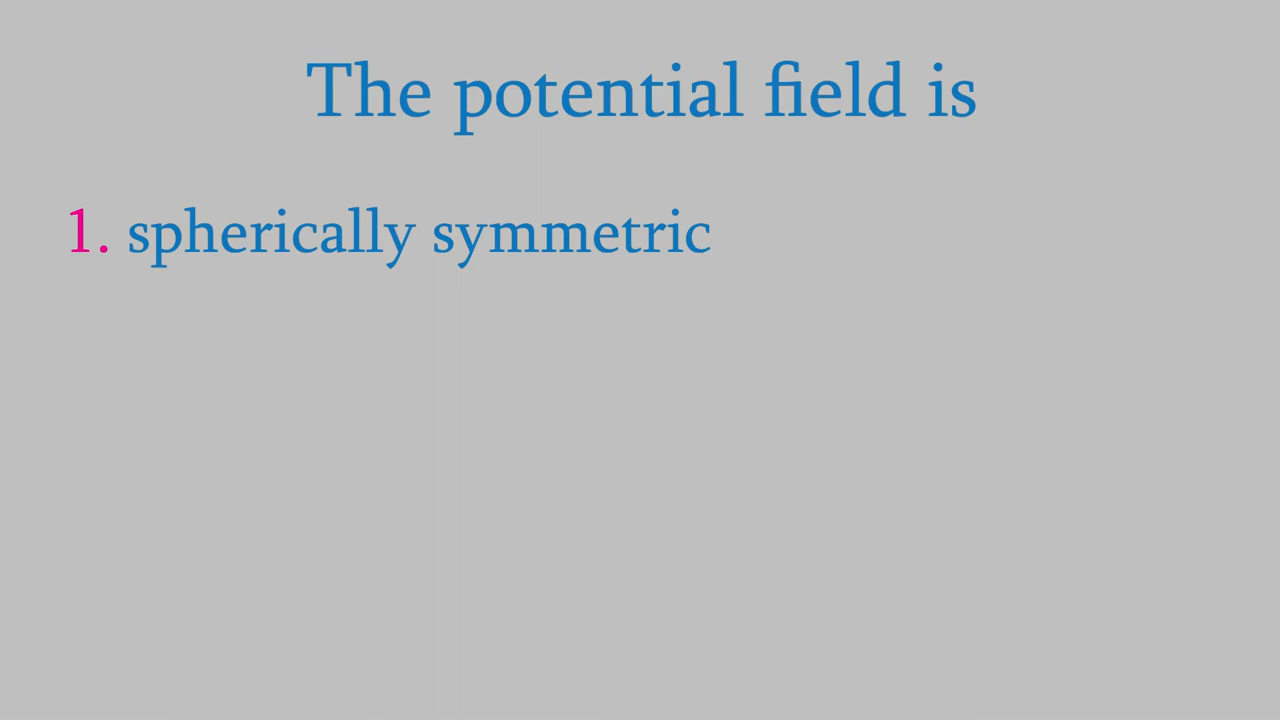 The potential field is
1. spherically symmetric